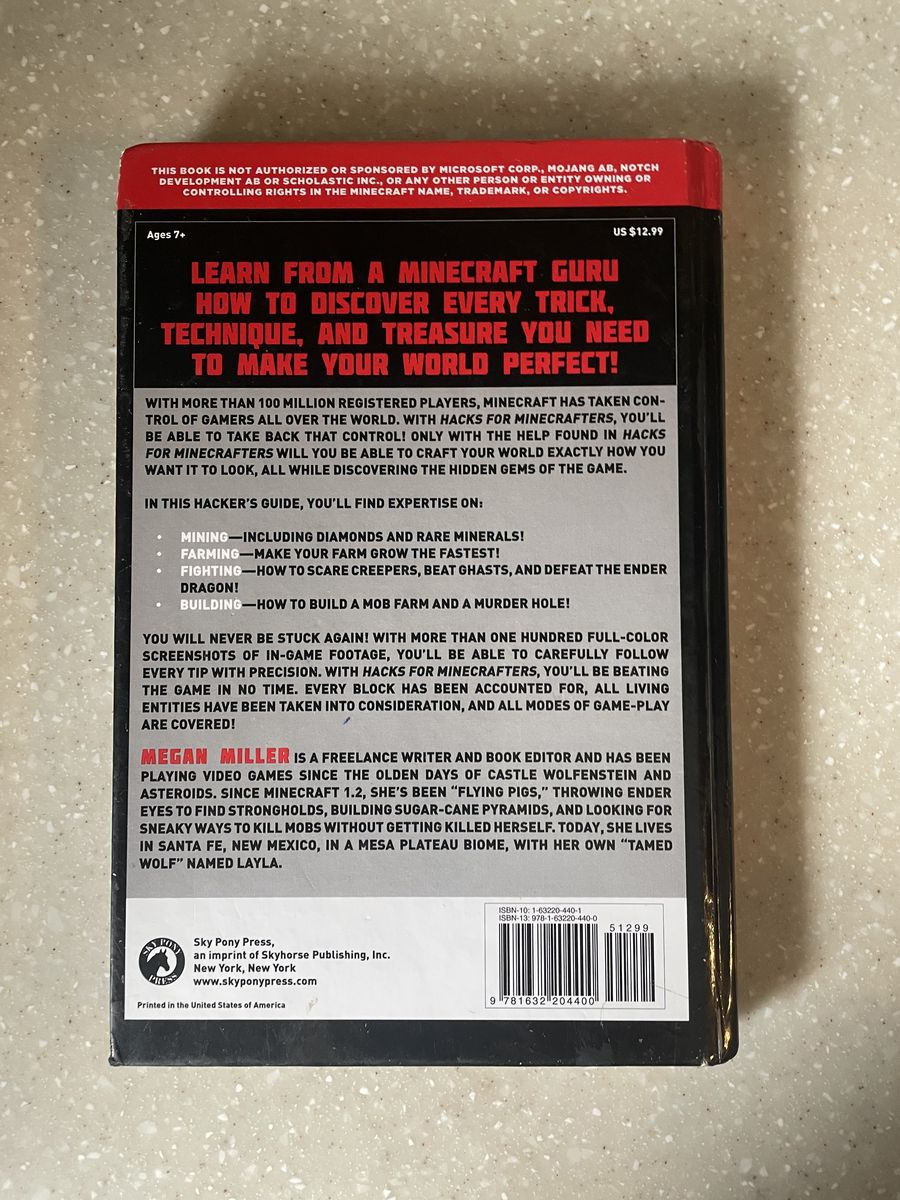 THIS BOOK IS NOT AUTHORIZED OR SPONSORED BY MICROSOFT CORP., MOJANG AB, NOTCH
DEVELOPMENT AB OR SCHOLASTIC INC., OR ANY OTHER PERSON OR ENTITY OWNING OR
CONTROLLING RIGHTS IN THE MINECRAFT NAME, TRADEMARK, OR COPYRIGHTS.
Ages 7+
US $12.99
LEARN FROM A MINECRAFT GURU
HOW TO DISCOVER EVERY TRICK,
TECHNIQUE, AND TREASURE YOU NEED
TO MAKE YOUR WORLD PERFECT!
WITH MORE THAN 100 MILLION REGISTERED PLAYERS, MINECRAFT HAS TAKEN CON-
TROL OF GAMERS ALL OVER THE WORLD. WITH HACKS FOR MINECRAFTERS, YOU'LL
BE ABLE TO TAKE BACK THAT CONTROL! ONLY WITH THE HELP FOUND IN HACKS
FOR MINECRAFTERS WILL YOU BE ABLE TO CRAFT YOUR WORLD EXACTLY HOW YOU
WANT IT TO LOOK, ALL WHILE DISCOVERING THE HIDDEN GEMS OF THE GAME.
IN THIS HACKER'S GUIDE, YOU'LL FIND EXPERTISE ON:
• MINING—INCLUDING DIAMONDS AND RARE MINERALS!
• FARMING—MAKE YOUR FARM GROW THE FASTEST!
• FIGHTING—HOW TO SCARE CREEPERS, BEAT GHASTS, AND DEFEAT THE ENDER
DRAGON!
• BUILDING—HOW TO BUILD A MOB FARM AND A MURDER HOLE!
YOU WILL NEVER BE STUCK AGAIN! WITH MORE THAN ONE HUNDRED FULL-COLOR
SCREENSHOTS OF IN-GAME FOOTAGE, YOU'LL BE ABLE TO CAREFULLY FOLLOW
EVERY TIP WITH PRECISION. WITH HACKS FOR MINECRAFTERS, YOU'LL BE BEATING
THE GAME IN NO TIME. EVERY BLOCK HAS BEEN ACCOUNTED FOR, ALL LIVING
ENTITIES HAVE BEEN TAKEN INTO CONSIDERATION, AND ALL MODES OF GAME-PLAY
ARE COVERED!
MEGAN MILLER IS A FREELANCE WRITER AND BOOK EDITOR AND HAS BEEN
PLAYING VIDEO GAMES SINCE THE OLDEN DAYS OF CASTLE WOLFENSTEIN AND
ASTEROIDS. SINCE MINECRAFT 1.2, SHE'S BEEN "FLYING PIGS," THROWING ENDER
EYES TO FIND STRONGHOLDS, BUILDING SUGAR-CANE PYRAMIDS, AND LOOKING FOR
SNEAKY WAYS TO KILL MOBS WITHOUT GETTING KILLED HERSELF. TODAY, SHE LIVES
IN SANTA FE, NEW MEXICO, IN A MESA PLATEAU BIOME, WITH HER OWN "TAMED
WOLF" NAMED LAYLA.
SKY PONY
PRESS
Sky Pony Press,
an imprint of Skyhorse Publishing, Inc.
New York, New York
www.skyponypress.com
Printed in the United States of America
ISBN-10: 1-63220-440-1
ISBN-13: 978-1-63220-440-0
51299
9 781632 204400